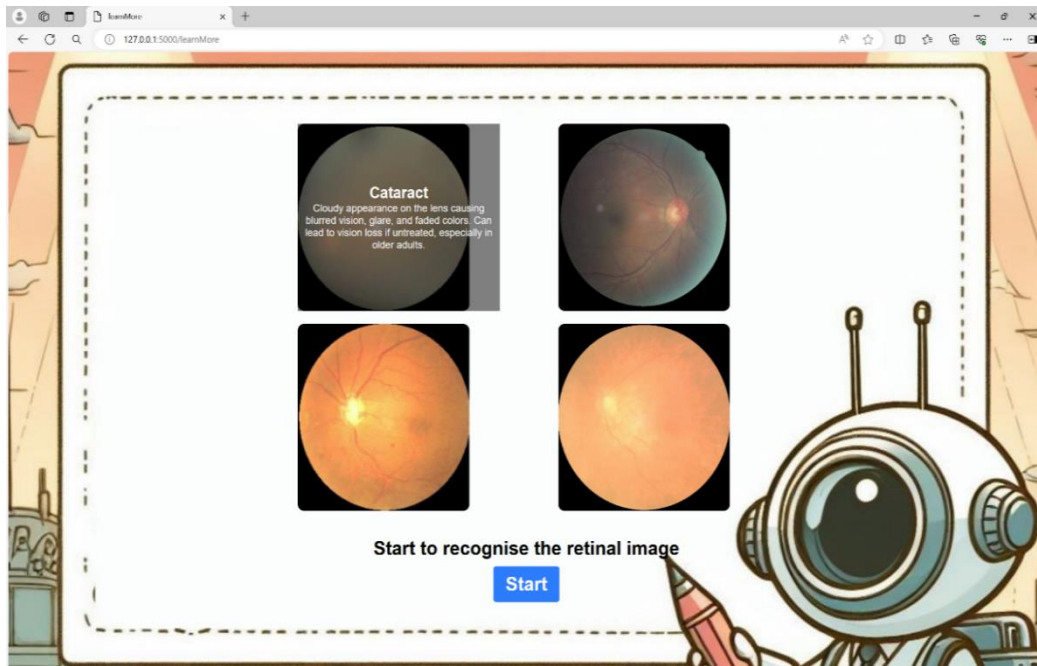 learnMore
127.0.0.1:5000/learnMore
Cataract
Cloudy appearance on the lens causing
blurred vision, glare, and faded colors. Can
lead to vision loss if untreated, especially in
older adults.
Start to recognise the retinal image
Start